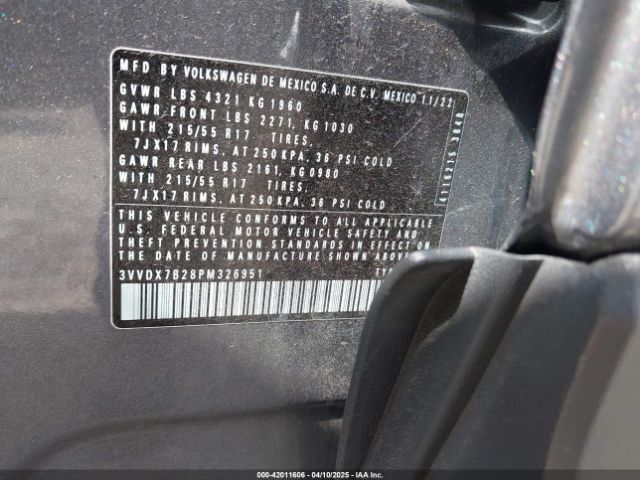 MFD BY VOLKSWAGEN DE MEXICO S.A. DE C.V. MEXICO 11/22
GVWR LBS 4321 KG 1960
GAWR FRONT LBS 2271, KG 1030
WITH 215/55 R17 TIRES,
7JX17 RIMS, AT 250KPA, 36 PSI COLD
GAWR REAR LBS 2161, KG 0980
WITH 215/55 R17 TIRES,
7JX17 RIMS, AT 250KPA, 36 PSI COLD
THIS VEHICLE CONFORMS TO ALL APPLICABLE
U.S. FEDERAL MOTOR VEHICLE SAFETY AND
THEFT PREVENTION STANDARDS IN EFFECT ON
THE DATE OF MANUFACTURE SHOWN ABOVE
3VVDX7B28PM326951
000-42011606 - 04/10/2025 - IAA Inc.